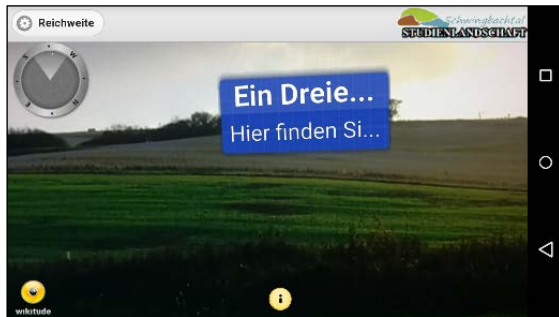 Reichweite
Schwingbachtal
STUDIENLANDSCHAFT
S
W
N
Ein Dreie...
Hier finden Si...
wikitude
i